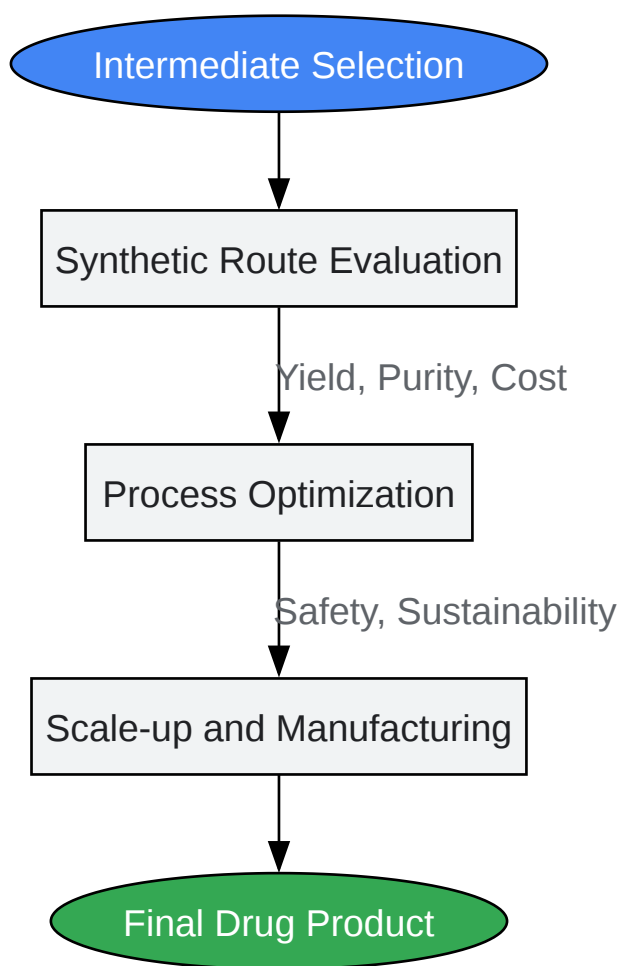 Intermediate Selection
Synthetic Route Evaluation
Yield, Purity, Cost
Process Optimization
Safety, Sustainability
Scale-up and Manufacturing
Final Drug Product